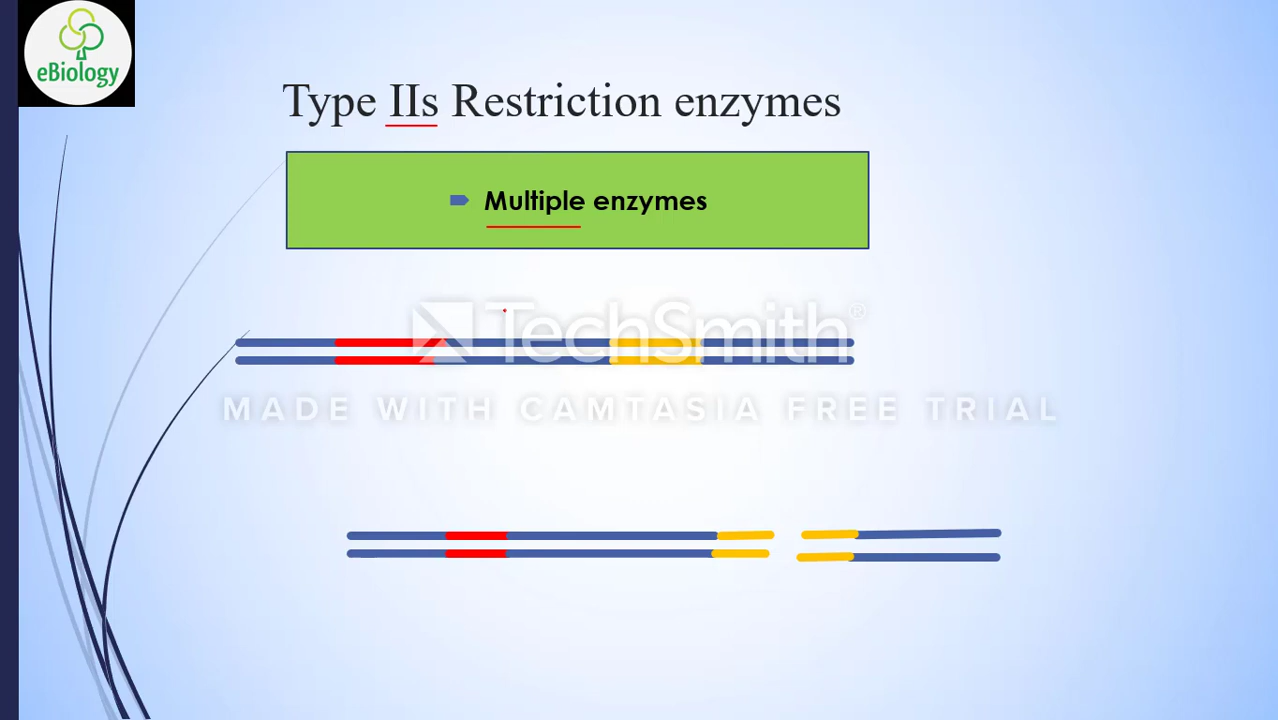 eBiology
Type IIs Restriction enzymes
Multiple enzymes
TechSmith®
MADE WITH CAMTASIA FREE TRIAL